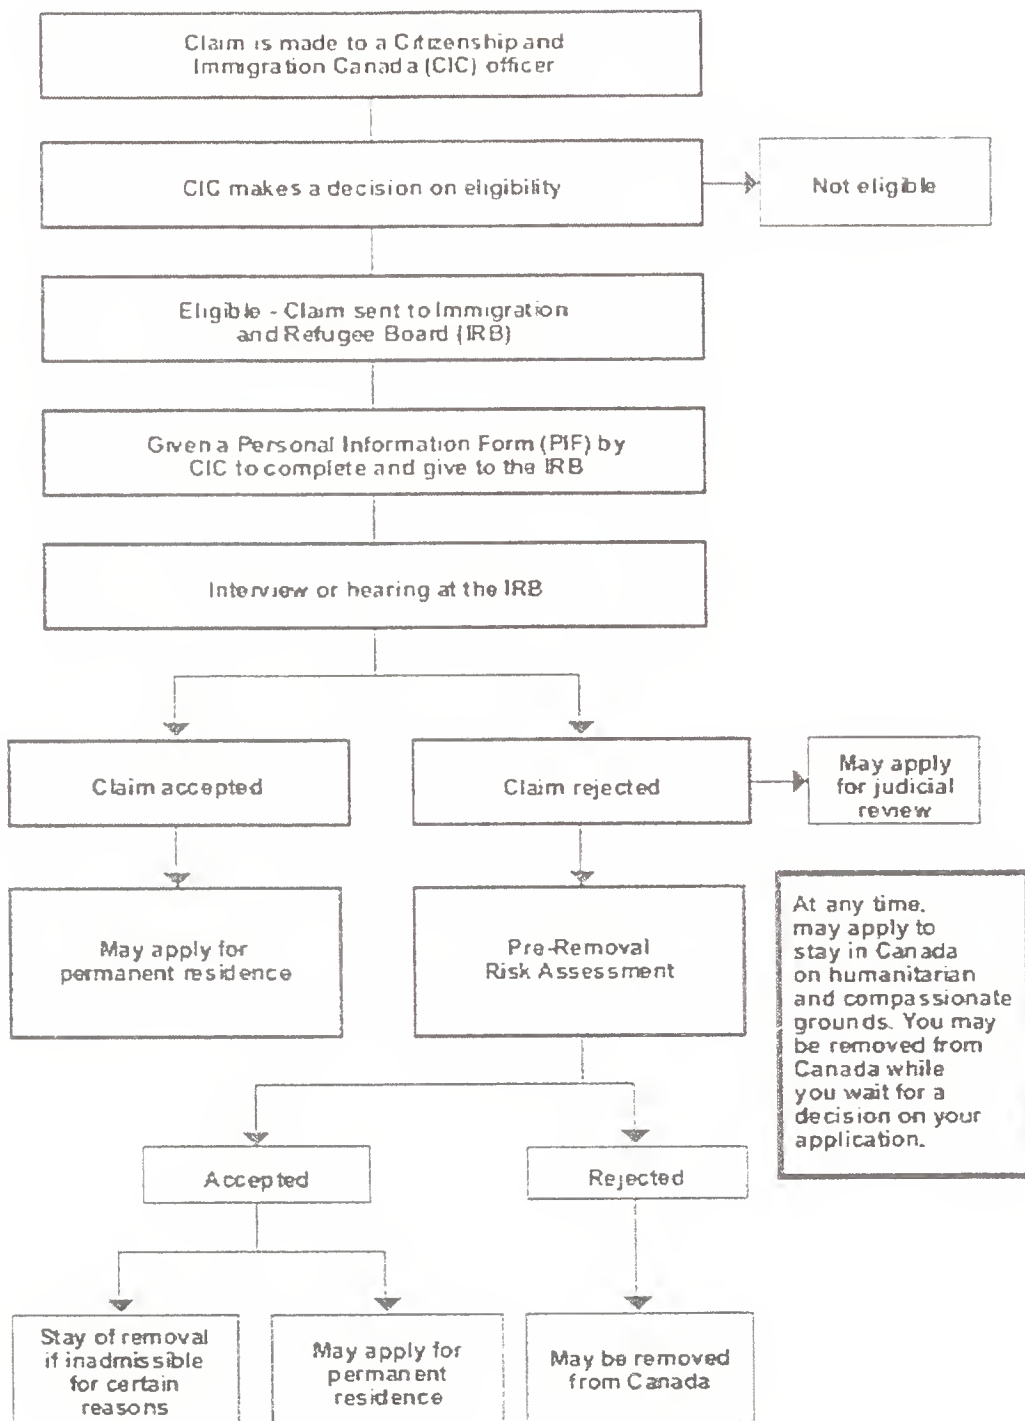 Claim is made to a Citizenship and
Immigration Canada (CIC) officer
CIC makes a decision on eligibility
Not eligible
Eligible - Claim sent to Immigration
and Refugee Board (IRB)
Given a Personal Information Form (PIF) by
CIC to complete and give to the IRB
Interview or hearing at the IRB
Claim accepted
Claim rejected
May apply
for judicial
review
May apply for
permanent residence
Pre-Removal
Risk Assessment
At any time,
may apply to
stay in Canada
on humanitarian
and compassionate
grounds. You may
be removed from
Canada while
you wait for a
decision on your
application.
Accepted
Rejected
Stay of removal
if inadmissible
for certain
reasons
May apply for
permanent
residence
May be removed
from Canada